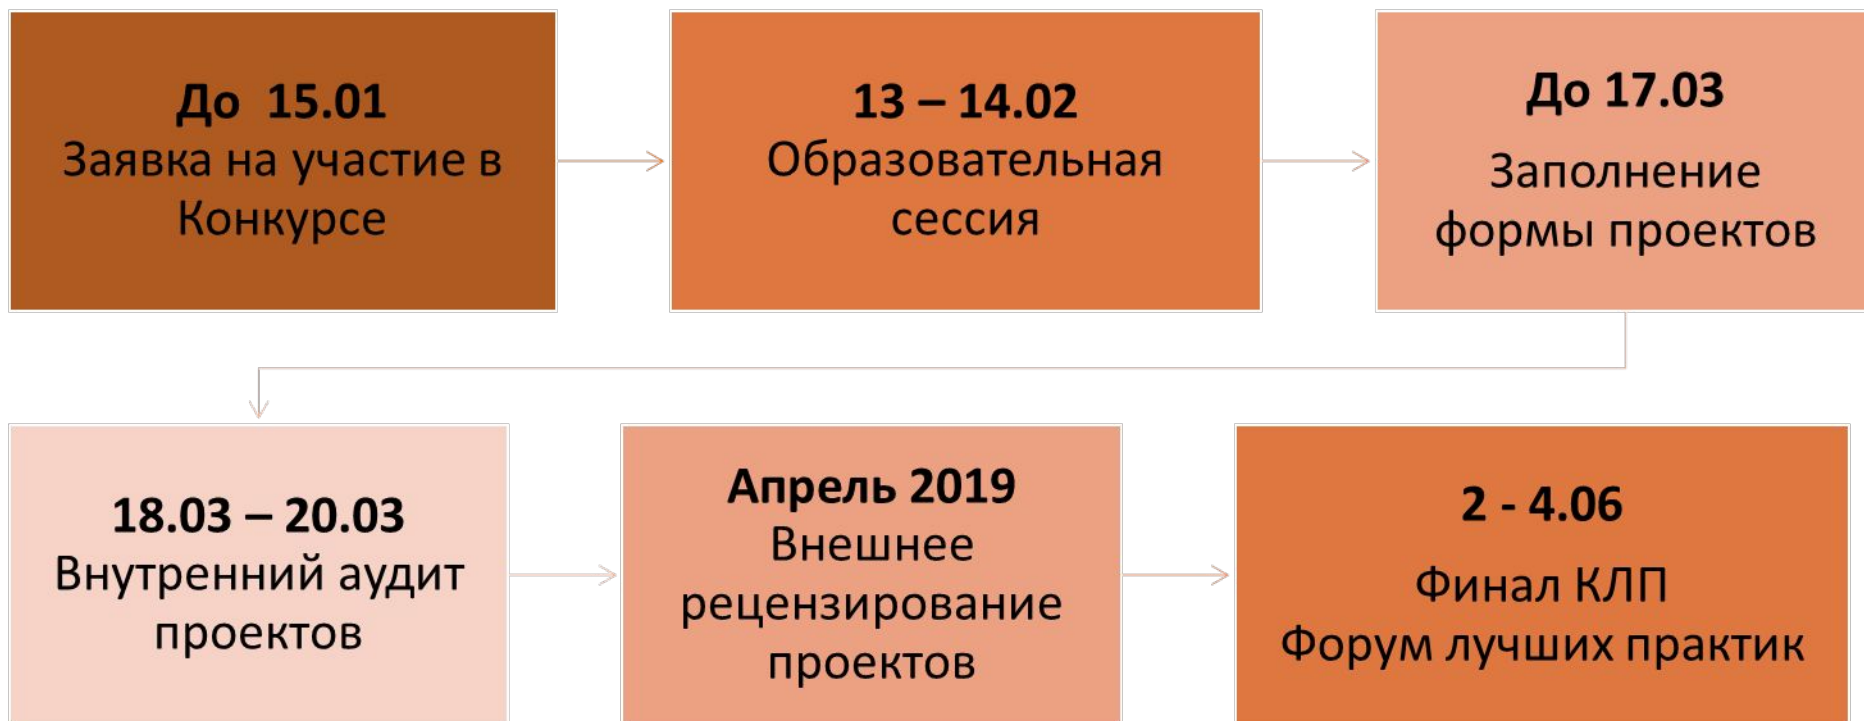 До 15.01
Заявка на участие в
Конкурсе
13 – 14.02
Образовательная
сессия
До 17.03
Заполнение
формы проектов
18.03 – 20.03
Внутренний аудит
проектов
Апрель 2019
Внешнее
рецензирование
проектов
2 - 4.06
Финал КЛП
Форум лучших практик